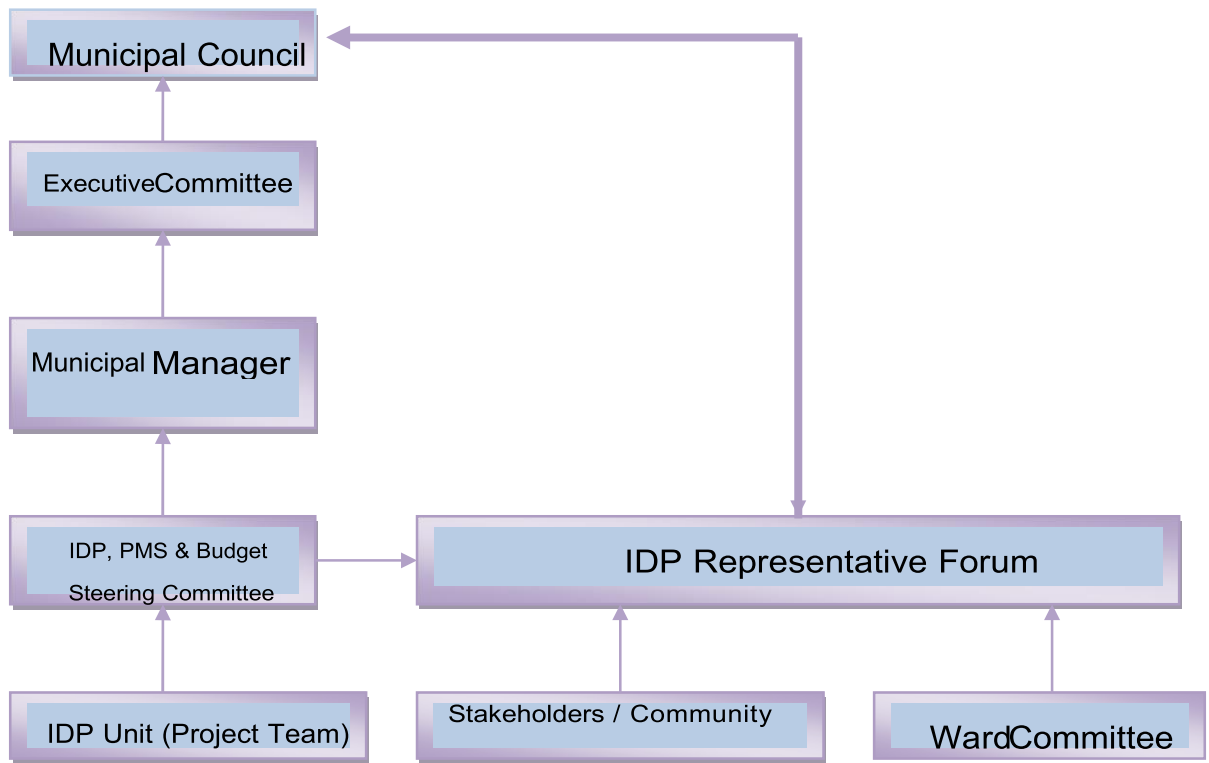 Municipal Council
ExecutiveCommittee
Municipal Manager
IDP, PMS & Budget
Steering Committee
IDP Representative Forum
IDP Unit (Project Team)
Stakeholders / Community
WardCommittee